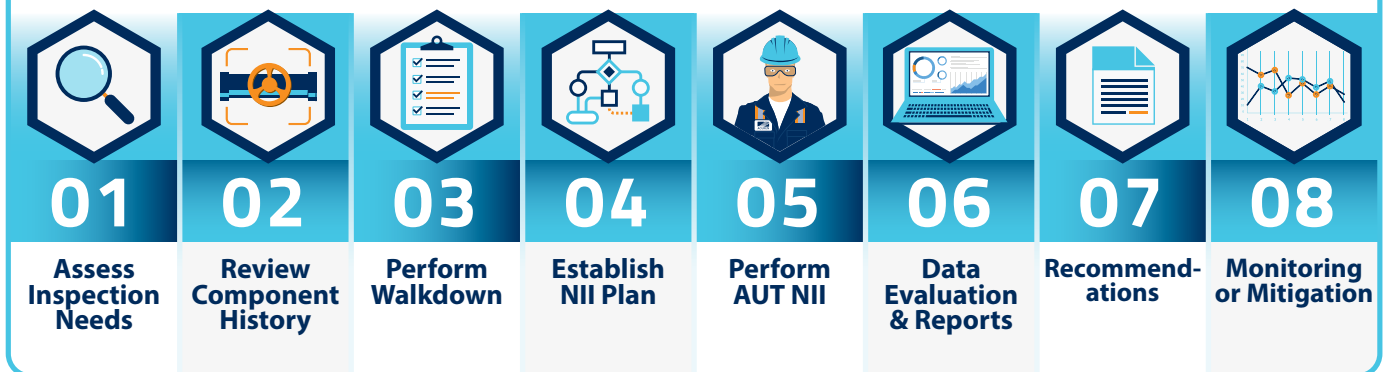 01
Assess
Inspection
Needs
02
Review
Component
History
03
Perform
Walkdown
04
Establish
NII Plan
05
Perform
AUT NII
06
Data
Evaluation
& Reports
07
Recommend-
ations
08
Monitoring
or Mitigation